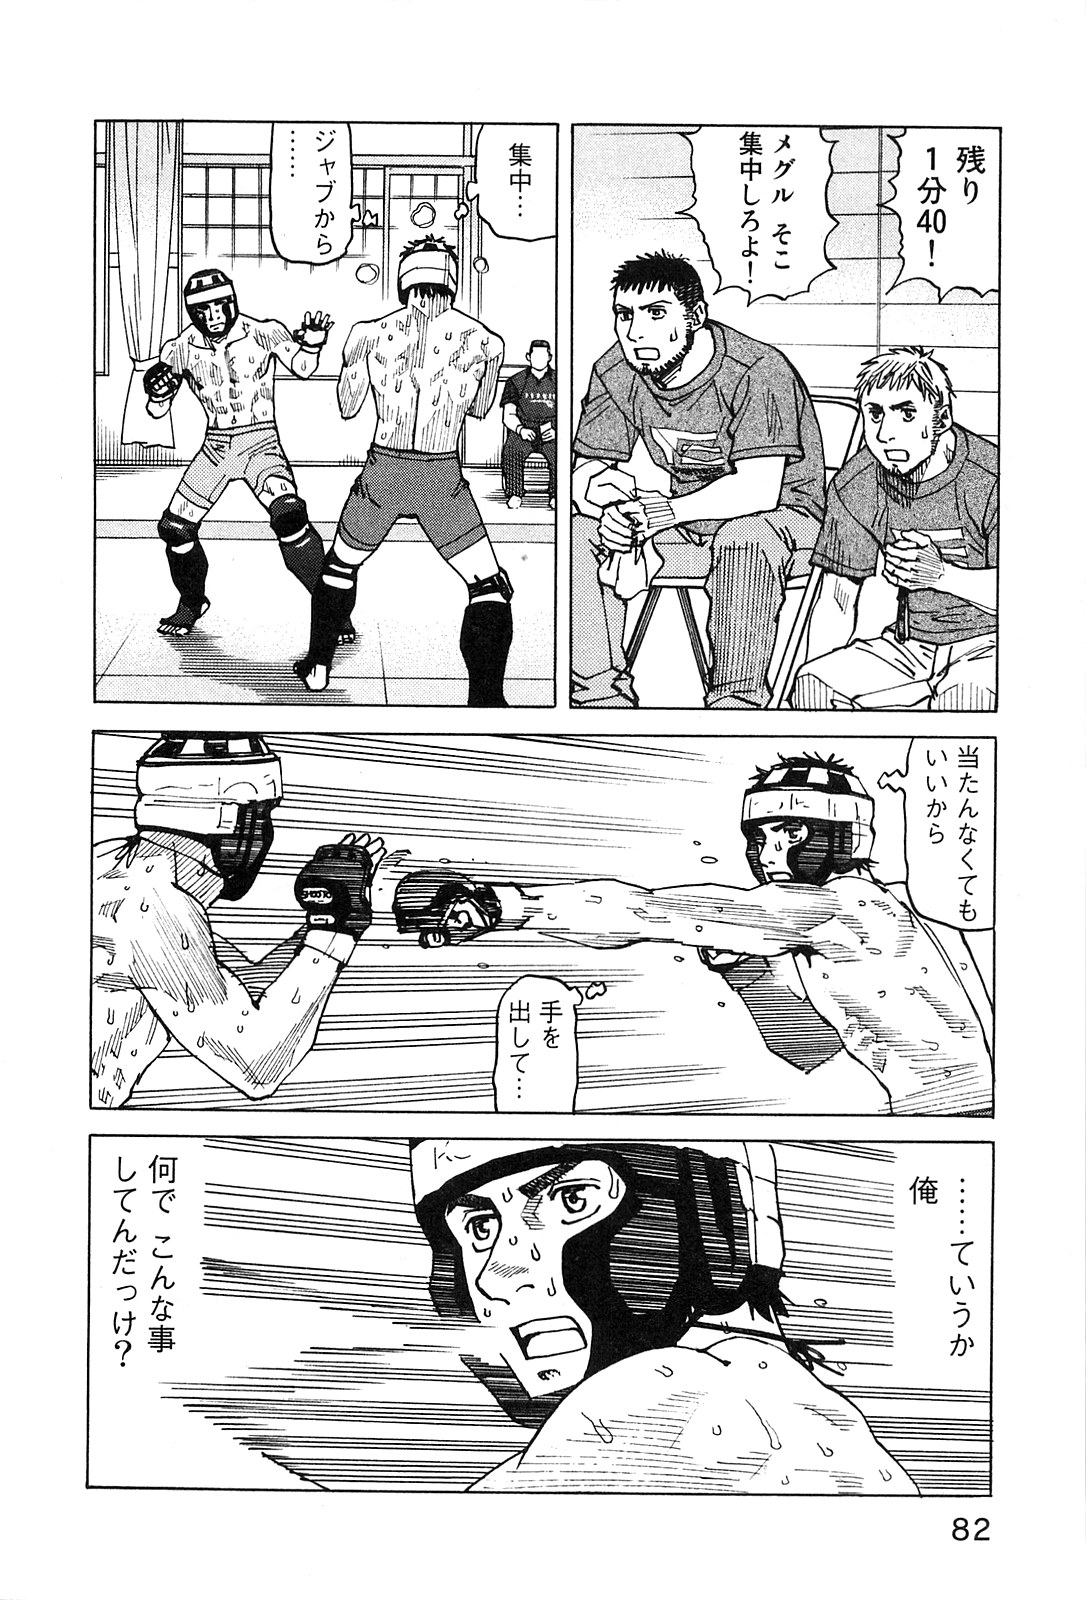 残り
1分40!
メグル そこ
集中しろよ!
集中…
ジャブから
……
当たんなくても
いいから
SHOOTO
手を
出して…
……ていうか
俺
何で こんな事
してんだっけ?
82